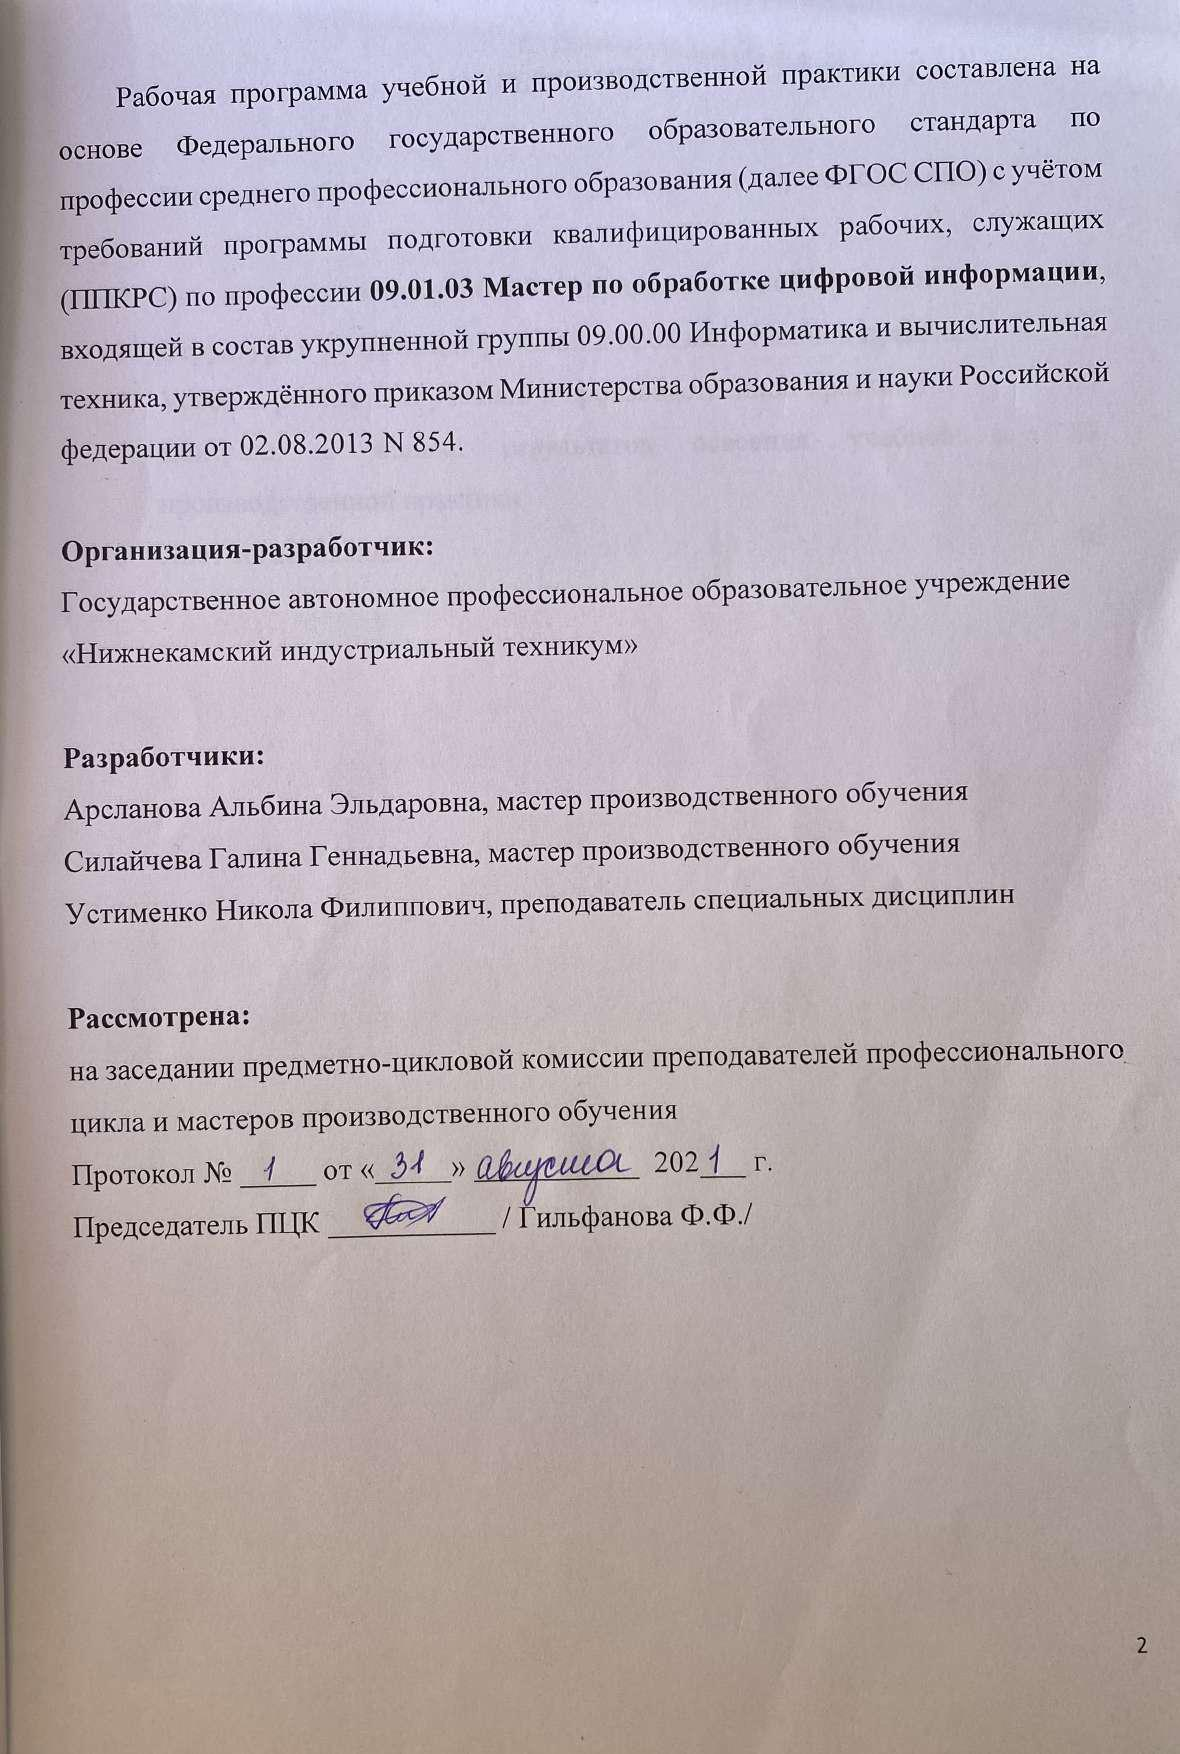 Рабочая программа учебной и производственной практики составлена на
основе Федерального государственного образовательного стандарта по
профессии среднего профессионального образования (далее ФГОС СПО) с учётом
требований программы подготовки квалифицированных рабочих, служащих
(ППКРС) по профессии 09.01.03 Мастер по обработке цифровой информации,
входящей в состав укрупненной группы 09.00.00 Информатика и вычислительная
техника, утверждённого приказом Министерства образования и науки Российской
федерации от 02.08.2013 N 854.
Организация-разработчик:
Государственное автономное профессиональное образовательное учреждение
«Нижнекамский индустриальный техникум»
Разработчики:
Арсланова Альбина Эльдаровна, мастер производственного обучения
Силайчева Галина Геннадьевна, мастер производственного обучения
Устименко Никола Филиппович, преподаватель специальных дисциплин
Рассмотрена:
на заседании предметно-цикловой комиссии преподавателей профессионального
цикла и мастеров производственного обучения
Протокол № 1 от «31» августа 2021 г.
Председатель ПЦК ____________ / Гильфанова Ф.Ф./
2